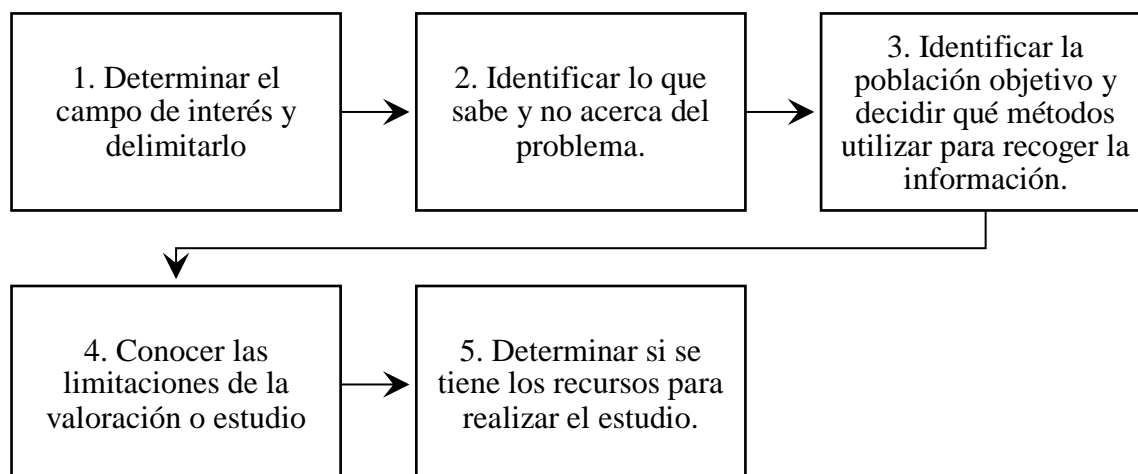 1. Determinar el
campo de interés y
delimitarlo
2. Identificar lo que
sabe y no acerca del
problema.
3. Identificar la
población objetivo y
decidir qué métodos
utilizar para recoger la
información.
4. Conocer las
limitaciones de la
valoración o estudio
5. Determinar si se
tiene los recursos para
realizar el estudio.